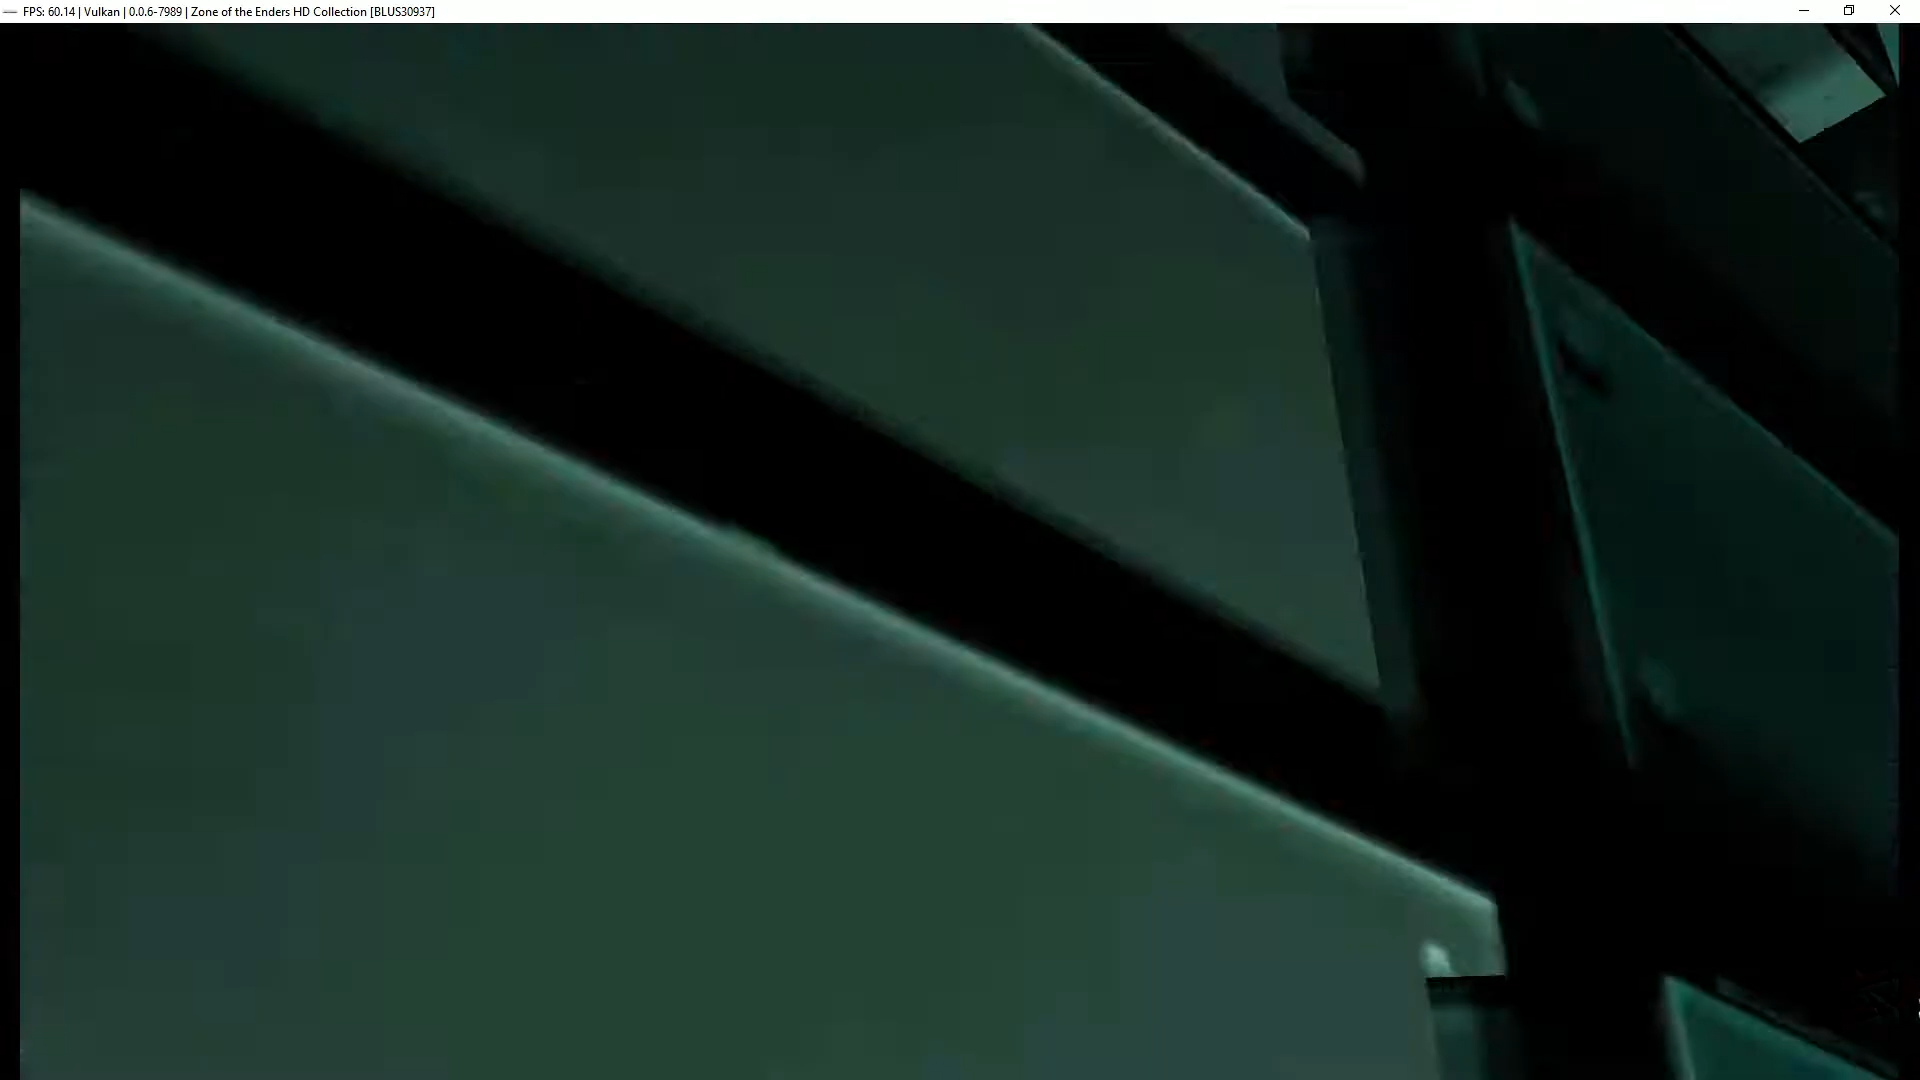 FPS: 60.14 | Vulkan | 0.0.6-7989 | Zone of the Enders HD Collection [BLUS30937]